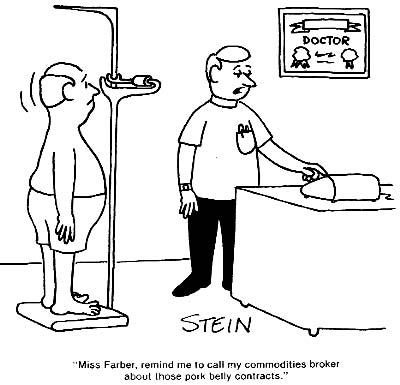 DOCTOR
STEIN
"Miss Farber, remind me to call my commodities broker
about those pork belly contracts."